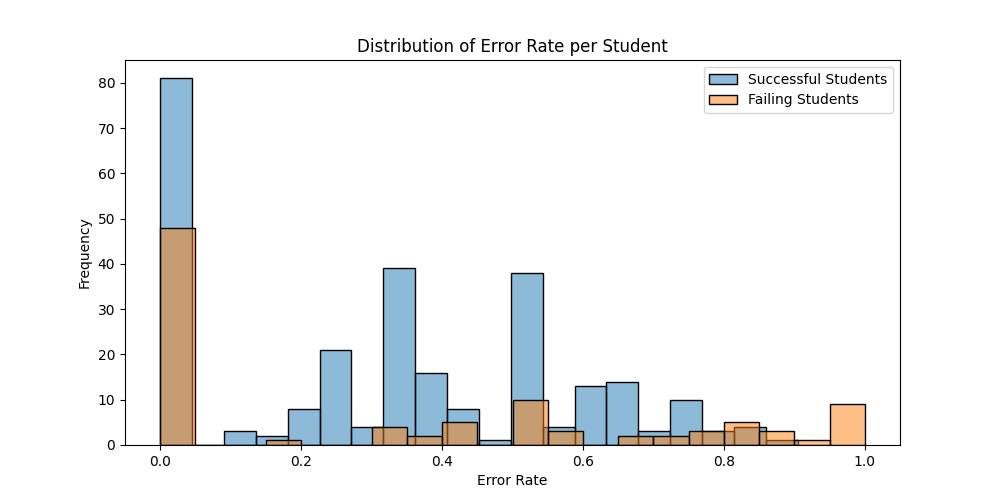 Distribution of Error Rate per Student
Successful Students
Failing Students
Frequency
80
70
60
50
40
30
20
10
0
0.0 0.2 0.4 0.6 0.8 1.0
Error Rate